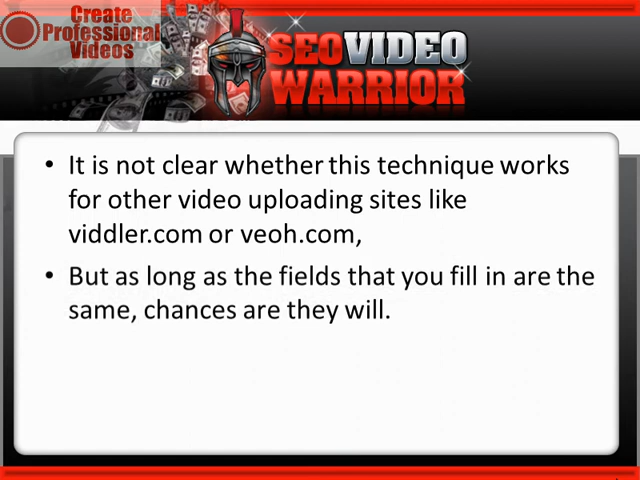 Create
Professional
Videos
SEOVIDEO
WARRIOR
• It is not clear whether this technique works
for other video uploading sites like
viddler.com or veoh.com,
• But as long as the fields that you fill in are the
same, chances are they will.